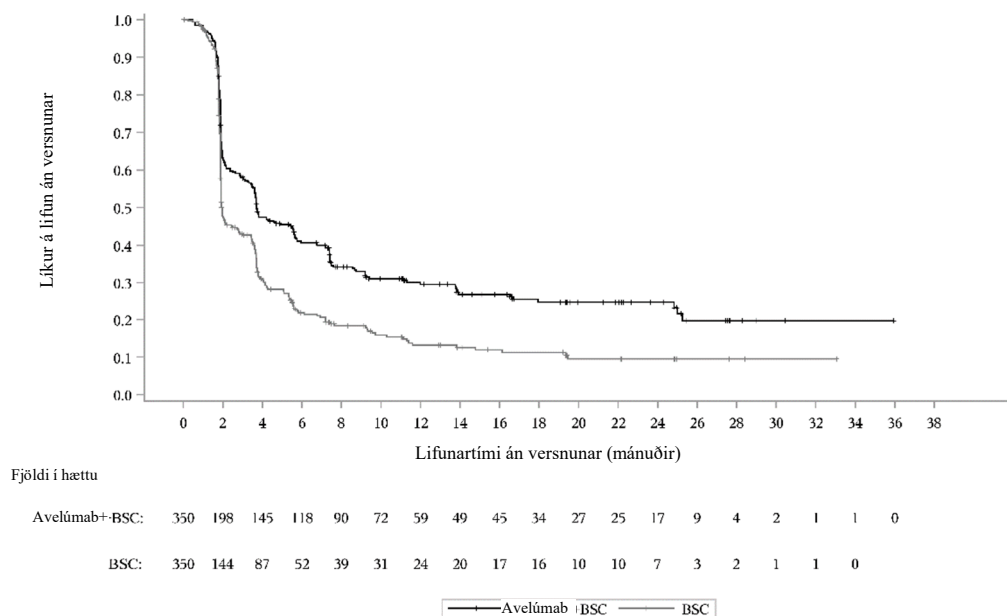 1.0
0.9
0.8
0.7
0.6
0.5
0.4
0.3
0.2
0.1
0.0
Líkur á lifun án versnunar
0 2 4 6 8 10 12 14 16 18 20 22 24 26 28 30 32 34 36 38
Lifunartími án versnunar (mánuðir)
Fjöldi í hættu
Avelúmab+BSC: 350 198 145 118 90 72 59 49 45 34 27 25 17 9 4 2 1 1 0
BSC: 350 144 87 52 39 31 24 20 17 16 10 10 7 3 2 1 1 0
Avelúmab +BSC BSC